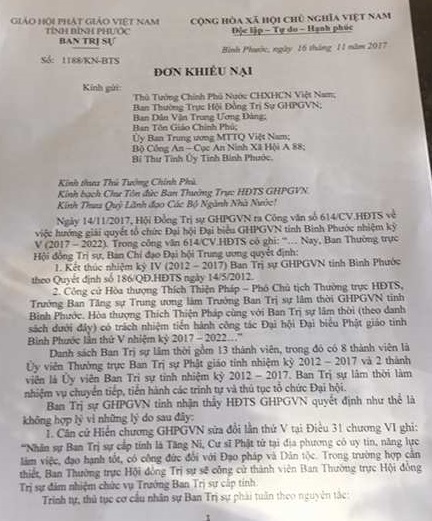 GIÁO HỘI PHẬT GIÁO VIỆT NAM
TỈNH BÌNH PHƯỚC
BAN TRỊ SỰ
Số: 1188/KN-BTS
CỘNG HÒA XÃ HỘI CHỦ NGHĨA VIỆT NAM
Độc lập – Tự do – Hạnh phúc
Bình Phước, ngày 16 tháng 11 năm 2017
ĐƠN KHIẾU NẠI
Kính gửi:
Thủ Tướng Chính Phủ Nước CHXHCN Việt Nam;
Ban Thường Trực Hội Đồng Trị Sự GHPGVN;
Ban Dân Vận Trung Ương Đảng;
Ban Tôn Giáo Chính Phủ;
Ủy Ban Trung ương MTTQ Việt Nam;
Bộ Công An – Cục An Ninh Xã Hội A 88;
Bí Thư Tỉnh Ủy Tỉnh Bình Phước.
Kính thưa Thủ Tướng Chính Phủ.
Kính bạch Chư Tôn đức Ban Thường Trực HĐTS GHPGVN.
Kính Thưa Quý Lãnh đạo Các Bộ Ngành Nhà Nước!
Ngày 14/11/2017, Hội Đồng Trị sự GHPGVN ra Công văn số 614/CV.HĐTS về
việc hướng giải quyết tổ chức Đại hội Đại biểu GHPGVN tỉnh Bình Phước nhiệm kỳ
V (2017 – 2022). Trong công văn 614/CV.HĐTS có ghi: “… Nay, Ban Thường trực
Hội đồng Trị sự, Ban Chỉ đạo Đại hội Trung ương quyết định:
1. Kết thúc nhiệm kỳ IV (2012 – 2017) Ban Trị sự GHPGVN tỉnh Bình Phước
theo Quyết định số 186/QĐ.HĐTS ngày 14/5/2012.
2. Công cử Hòa thượng Thích Thiện Pháp – Phó Chủ tịch Thường trực HĐTS,
Trưởng Ban Tăng sự Trung ương làm Trưởng Ban Trị sự lâm thời GHPGVN tỉnh
Bình Phước. Hòa thượng Thích Thiện Pháp cùng với Ban Trị sự lâm thời (theo danh
sách dưới đây) có trách nhiệm tiến hành công tác Đại hội Đại biểu Phật giáo tỉnh
Bình Phước lần thứ V nhiệm kỳ 2017 – 2022…”
Danh sách Ban Trị sự lâm thời gồm 13 thành viên, trong đó có 8 thành viên là
Ủy viên Thường trực Ban Trị sự Phật giáo tỉnh nhiệm kỳ 2012 – 2017 và 2 thành
viên là Ủy viên Ban Trị sự tỉnh nhiệm kỳ 2012 – 2017. Ban Trị sự lâm thời làm
nhiệm vụ chuyển tiếp, tiến hành các trình tự và thủ tục tổ chức Đại hội.
Ban Trị sự GHPGVN tỉnh nhận thấy HĐTS GHPGVN quyết định như thế là
không hợp lý vì những lý do sau đây:
1. Căn cứ Hiến chương GHPGVN sửa đổi lần thứ V tại Điều 31 chương VI ghi:
“Nhân sự Ban Trị sự cấp tỉnh là Tăng Ni, Cư sĩ Phật tử tại địa phương có uy tín, năng lực
làm việc, đạo hạnh tốt, có công đức đối với Đạo pháp và Dân tộc. Trong trường hợp cần
thiết, Ban Thường trực Hội đồng Trị sự sẽ công cử thành viên Ban Thường trực Hội đồng
Trị sự đảm nhiệm chức vụ Trưởng Ban Trị sự cấp tỉnh.
Trình tự, thủ tục cơ cấu nhân sự Ban Trị sự phải tuân theo nguyên tắc:
1